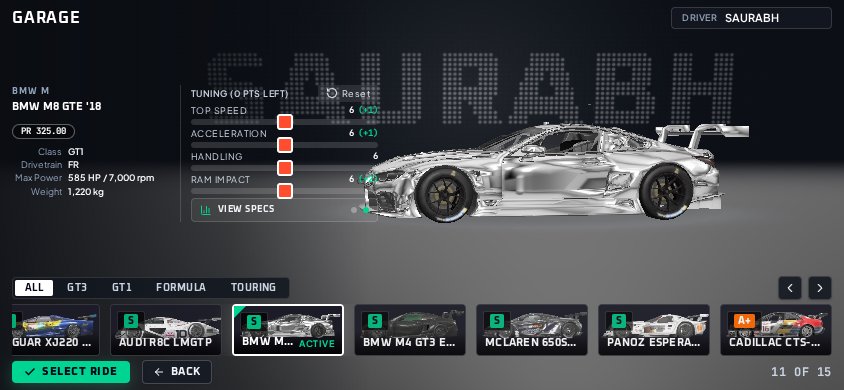 GARAGE
DRIVER SAURABH
SAURABH
BMW M
BMW M8 GTE '18
PR 325.00
Class GT1
Drivetrain FR
Max Power 585 HP / 7,000 rpm
Weight 1,220 kg
TUNING (0 PTS LEFT) Reset
TOP SPEED 6 (+1)
ACCELERATION 6 (+1)
HANDLING 6
RAM IMPACT 6
VIEW SPECS
ALL GT3 GT1 FORMULA TOURING
S S S S S S A+
GUAR XJ220 ... AUDI R8C LMGTP BMW M... ACTIVE BMW M4 GT3 E... MCLAREN 650S... PANOZ ESPERA... CADILLAC CTS-...
SELECT RIDE BACK 11 OF 15